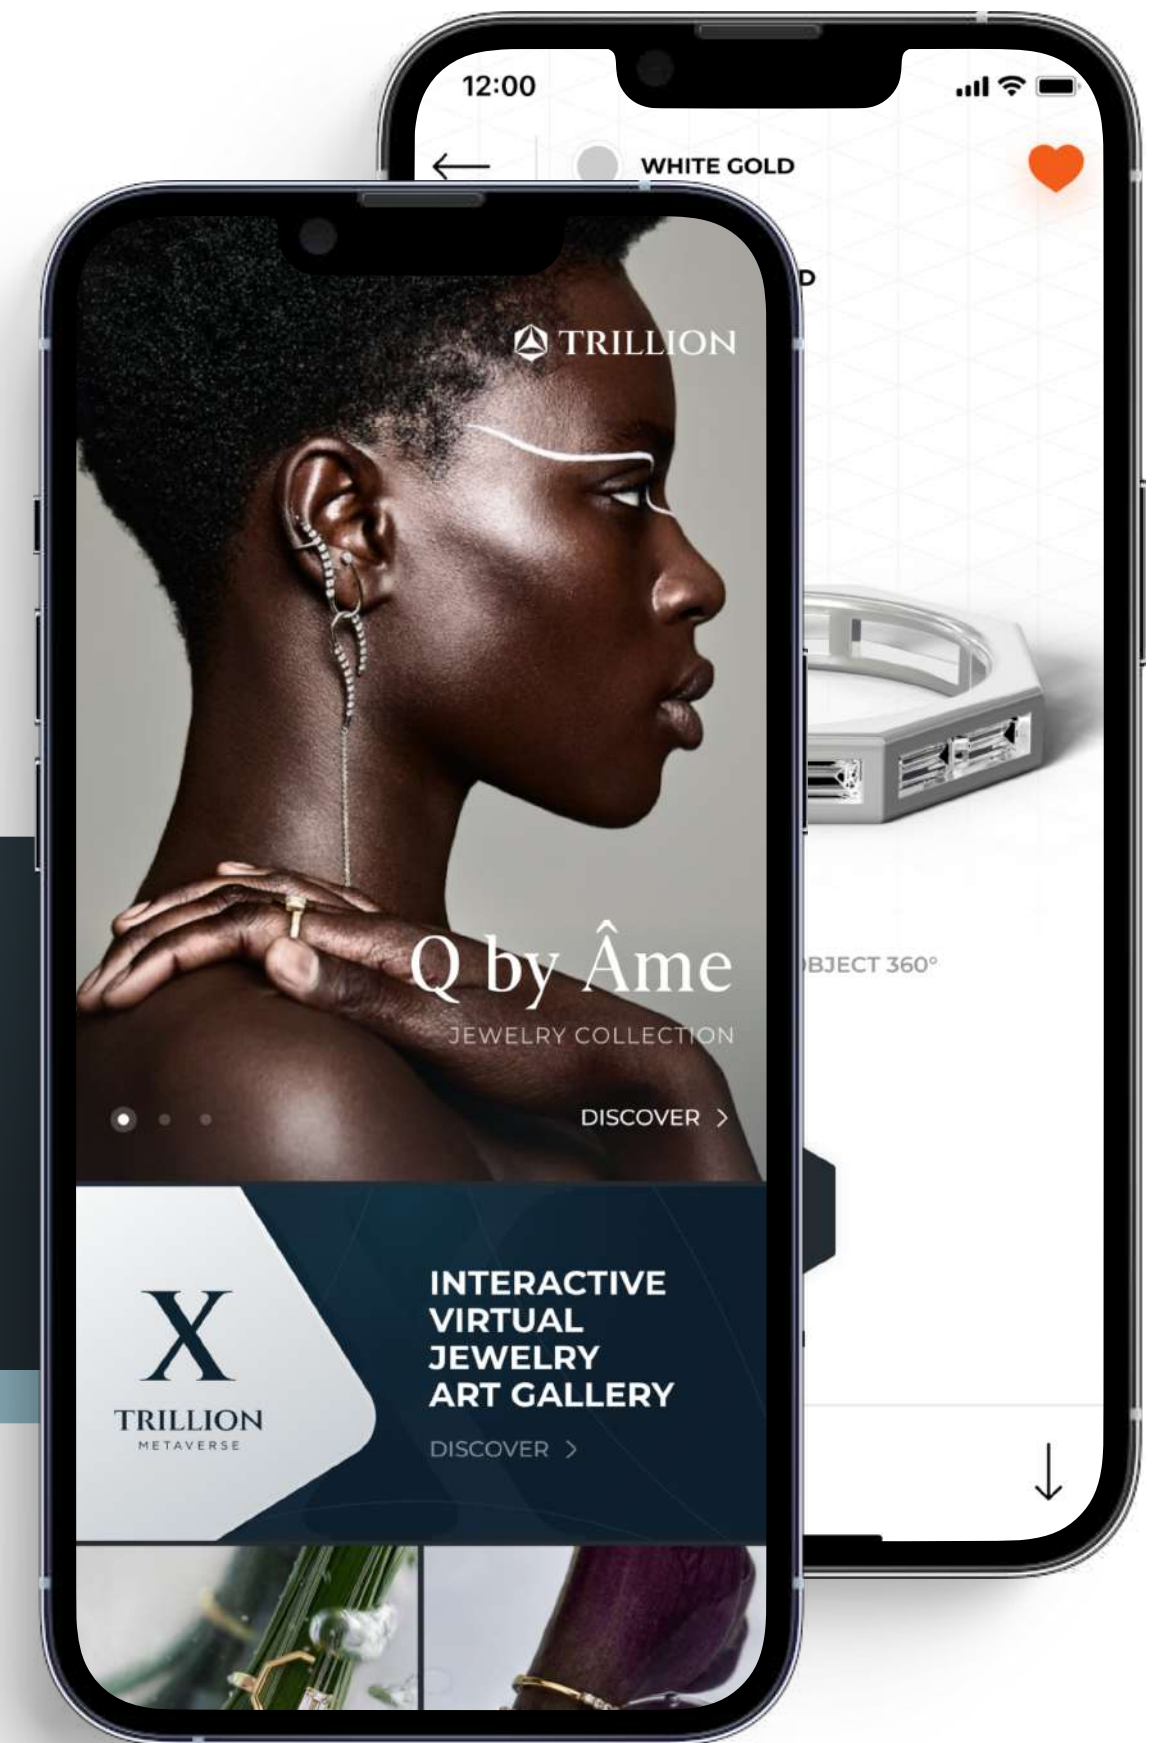 12:00
WHITE GOLD
D
TRILLION
Q by Âme
BJECT 360°
JEWELRY COLLECTION
DISCOVER >
X
INTERACTIVE
VIRTUAL
JEWELRY
ART GALLERY
TRILLION
METAVERSE
DISCOVER >